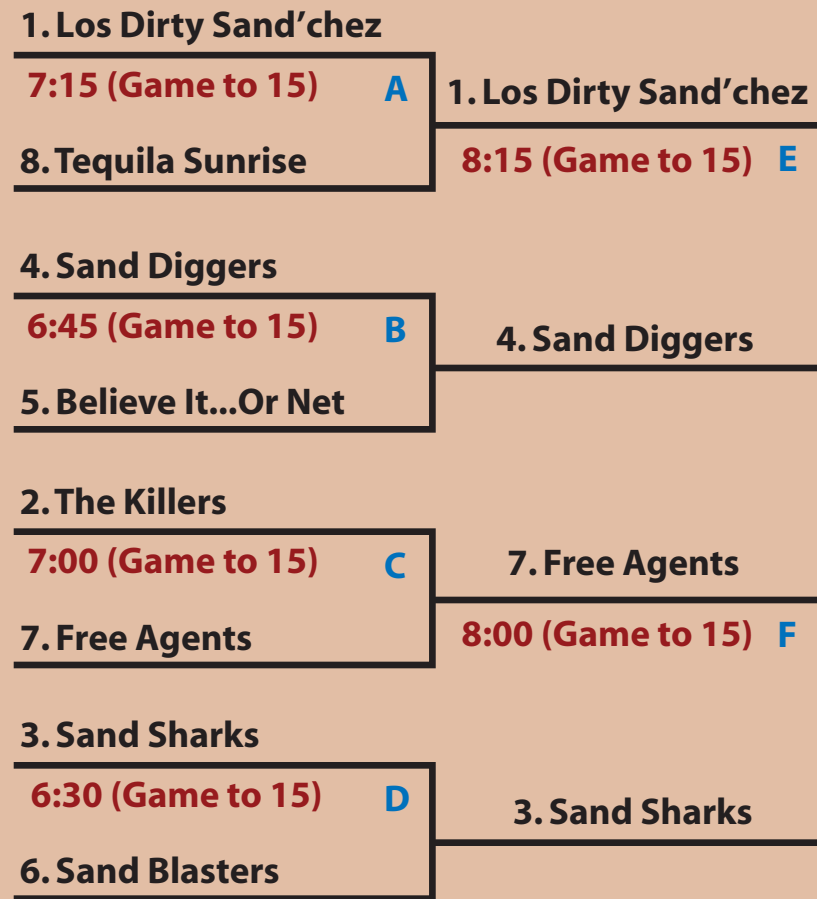 1. Los Dirty Sand’chez
7:15 (Game to 15) A
8. Tequila Sunrise
4. Sand Diggers
6:45 (Game to 15) B
5. Believe It...Or Net
2. The Killers
7:00 (Game to 15) C
7. Free Agents
3. Sand Sharks
6:30 (Game to 15) D
6. Sand Blasters
1. Los Dirty Sand’chez
8:15 (Game to 15) E
4. Sand Diggers
7. Free Agents
8:00 (Game to 15) F
3. Sand Sharks